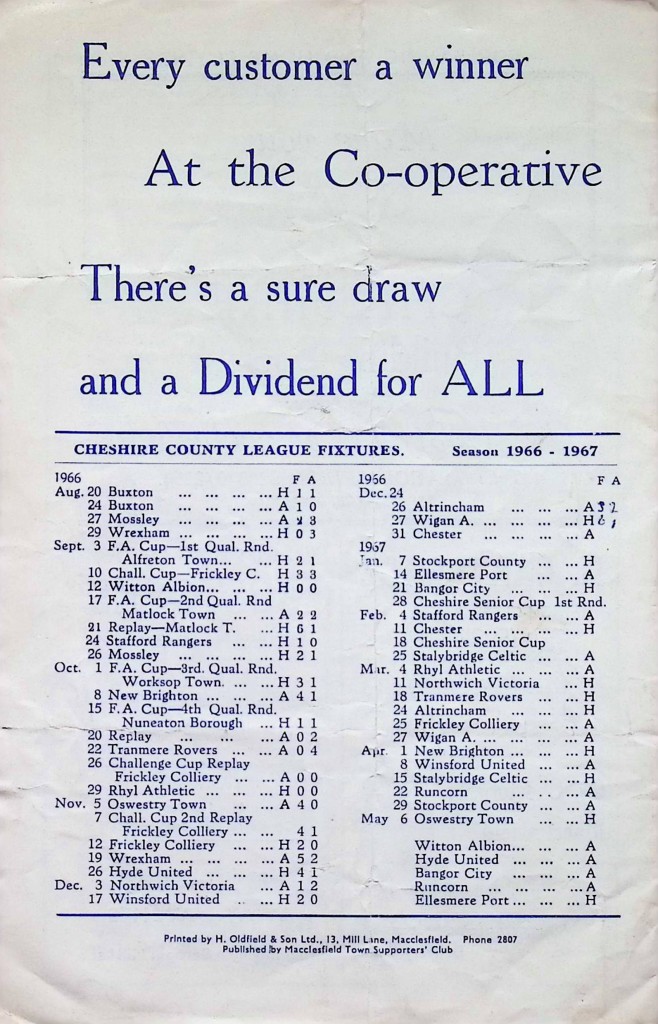 Every customer a winner
At the Co-operative
There's a sure draw
and a Dividend for ALL
CHESHIRE COUNTY LEAGUE FIXTURES. Season 1966 - 1967
1966 F A
Aug. 20 Buxton ... ... ... ... H 1 1
24 Buxton ... ... ... ... A 1 0
27 Mossley ... ... ... ... A 3
29 Wrexham ... ... ... ... H 0 3
Sept. 3 F.A. Cup—1st Qual. Rnd.
Alfreton Town... ... H 2 1
10 Chall. Cup—Frickley C. H 3 3
12 Witton Albion... ... ... H 0 0
17 F.A. Cup—2nd Qual. Rnd
Matlock Town ... ... A 2 2
21 Replay—Matlock T. ... H 6 1
24 Stafford Rangers ... ... H 1 0
26 Mossley ... ... ... ... H 2 1
Oct. 1 F.A. Cup—3rd. Qual. Rnd.
Worksop Town. ... ... H 3 1
8 New Brighton ... ... ... A 4 1
15 F.A. Cup—4th Qual. Rnd.
Nuneaton Borough ... H 1 1
20 Replay ... ... ... ... A 0 2
22 Tranmere Rovers ... ... A 0 4
26 Challenge Cup Replay
Frickley Colliery ... ... A 0 0
29 Rhyl Athletic ... ... ... H 0 0
Nov. 5 Oswestry Town ... ... A 4 0
7 Chall. Cup 2nd Replay
Frickley Colliery ... ... 4 1
12 Frickley Colliery ... ... H 2 0
19 Wrexham ... ... ... ... A 5 2
26 Hyde United ... ... ... H 4 1
Dec. 3 Northwich Victoria ... A 1 2
17 Winsford United .. ... H 2 0
1966 F A
Dec. 24
26 Altrincham ... ... ... A 3 2
27 Wigan A. ... ... ... ... H 6 1
31 Chester ... ... ... ... A
1967
Jan. 7 Stockport County ... ... H
14 Ellesmere Port ... ... A
21 Bangor City ... ... ... H
28 Cheshire Senior Cup 1st Rnd.
Feb. 4 Stafford Rangers ... ... A
11 Chester ... ... ... ... H
18 Cheshire Senior Cup
25 Stalybridge Celtic ... ... A
Mar. 4 Rhyl Athletic ... ... ... A
11 Northwich Victoria ... H
18 Tranmere Rovers ... ... H
24 Altrincham ... ... ... H
25 Frickley Colliery ... ... A
27 Wigan A. ... ... ... ... A
Apr. 1 New Brighton ... ... ... H
8 Winsford United ... ... A
15 Stalybridge Celtic ... ... H
22 Runcorn ... .. ... ... A
29 Stockport County ... ... A
May 6 Oswestry Town ... ... H
Witton Albion... ... ... A
Hyde United ... ... ... A
Bangor City ... ... ... A
Runcorn ... ... ... ... A
Ellesmere Port ... ... ... H
Printed by H. Oldfield & Son Ltd., 13, Mill Lane, Macclesfield. Phone 2807
Published by Macclesfield Town Supporters' Club